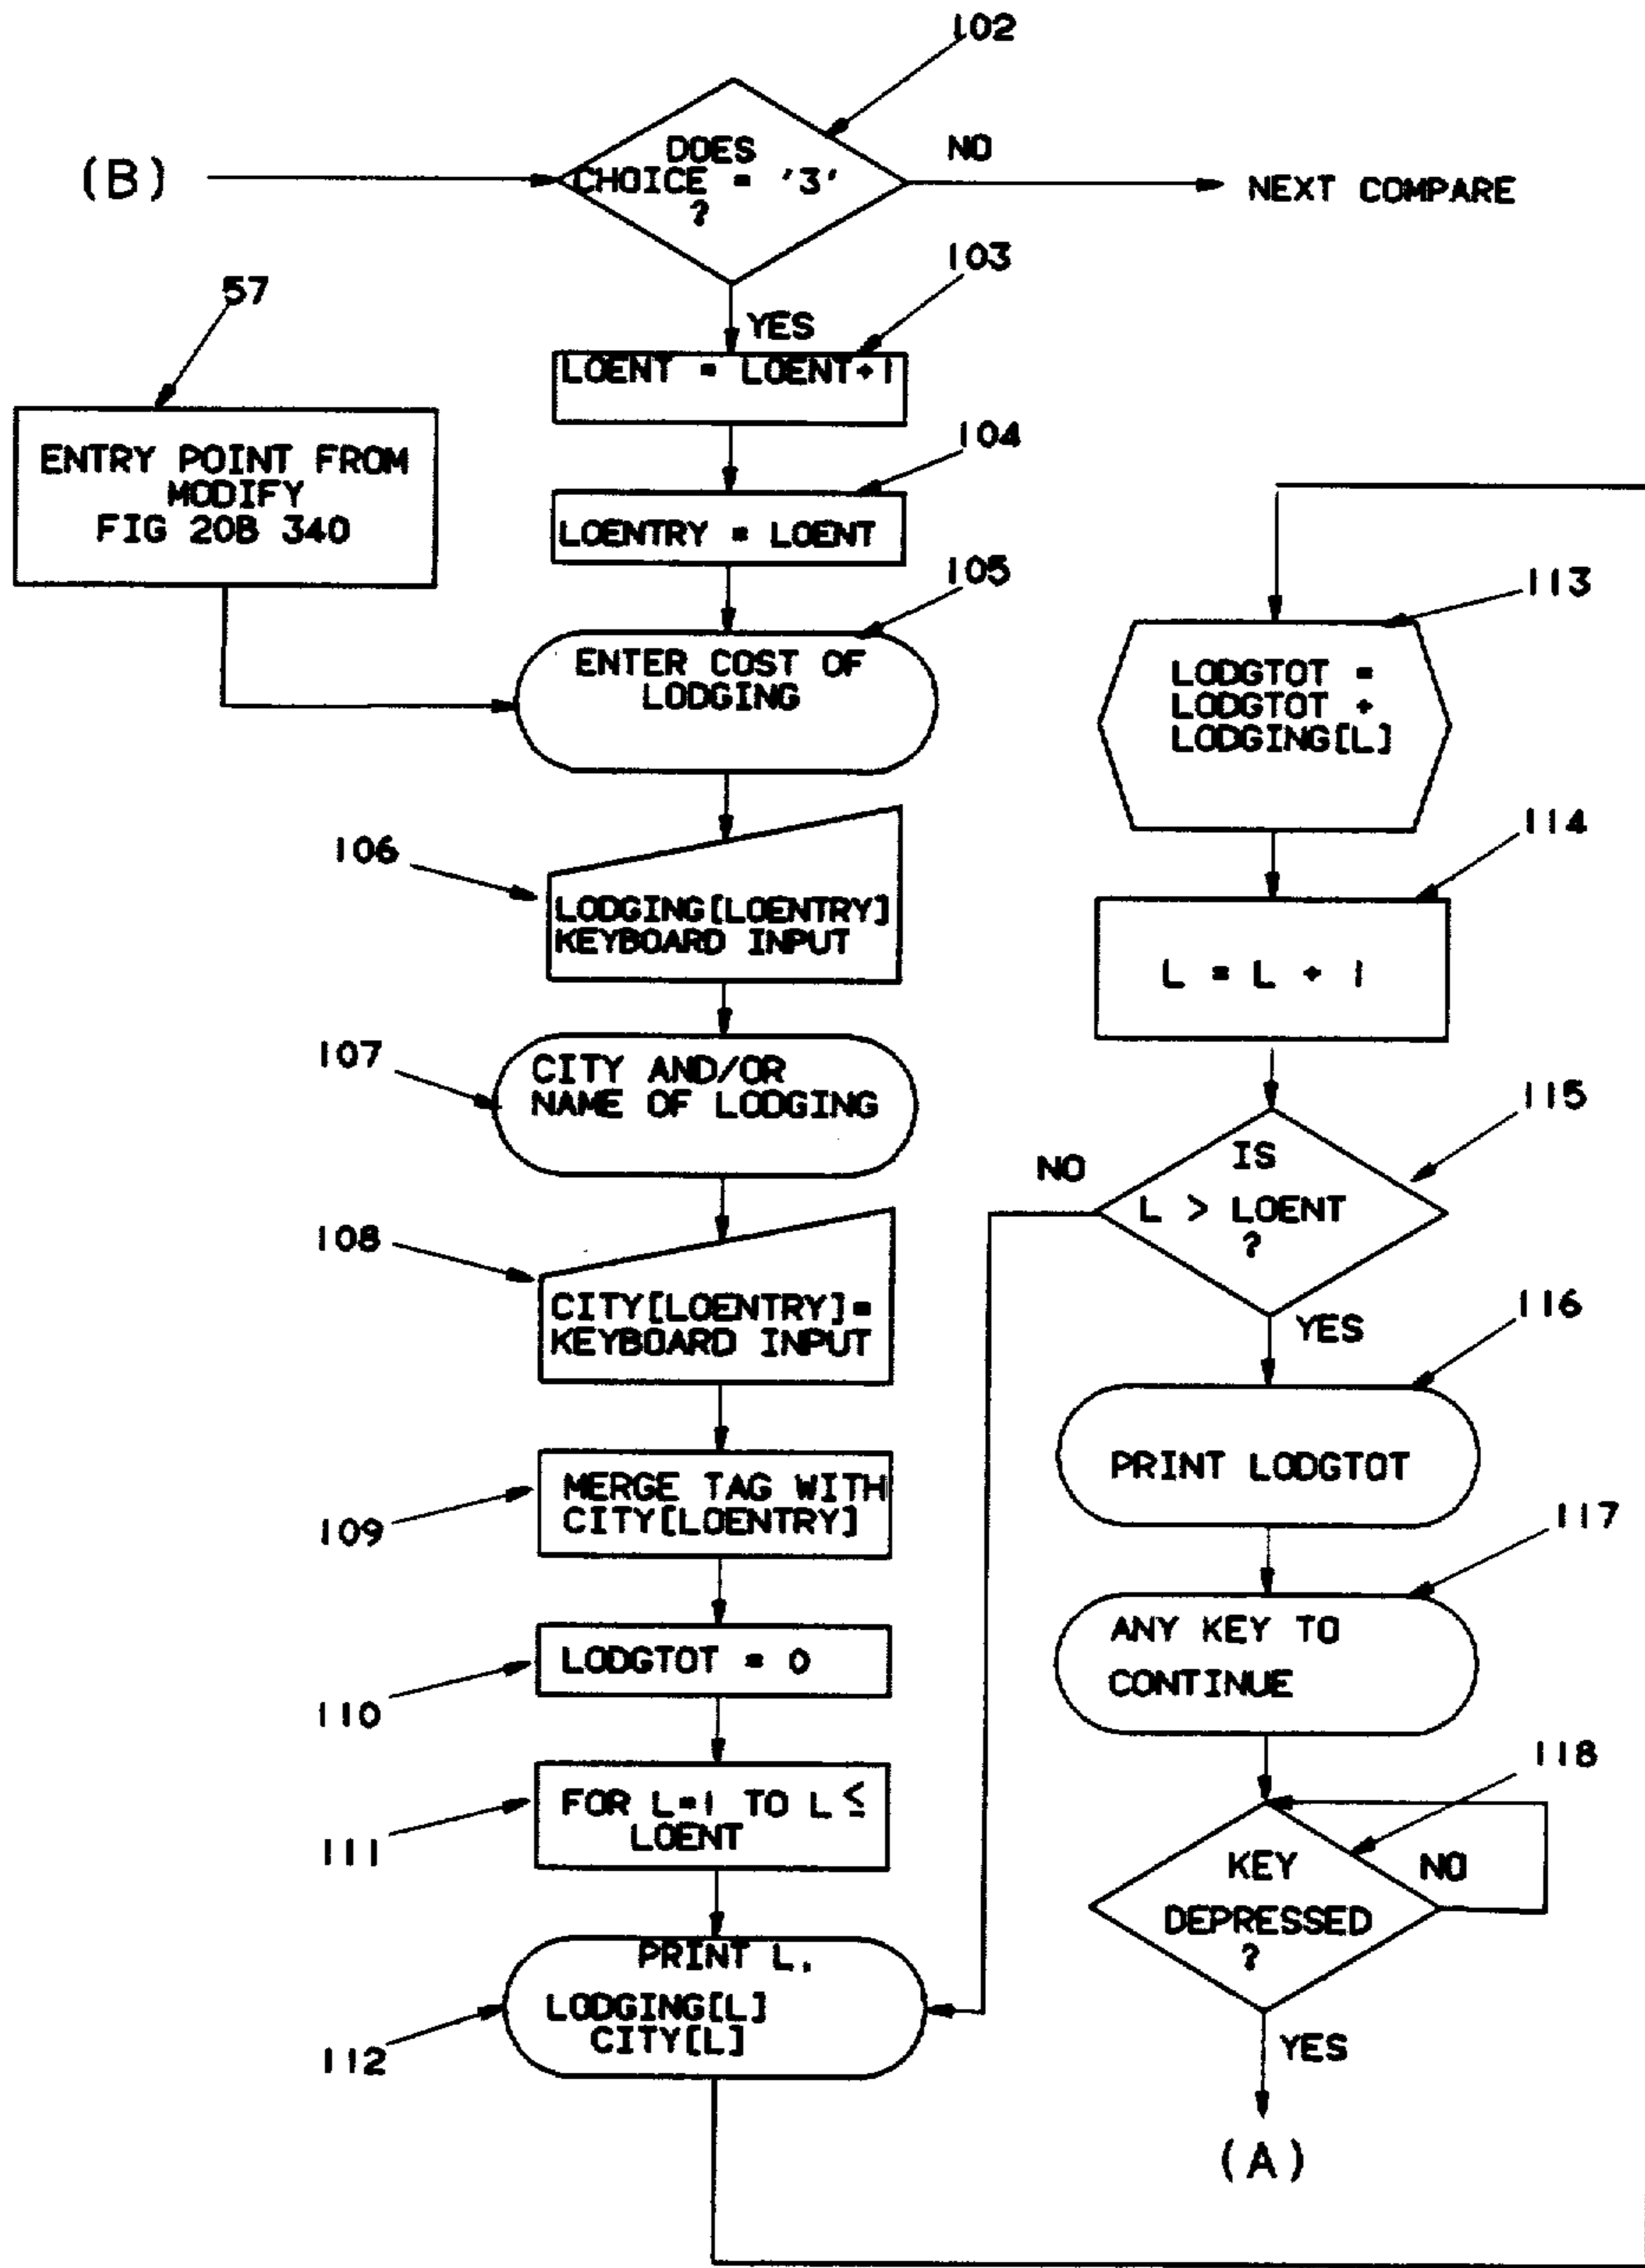 102
DOES
CHOICE = '3'
?
NO
(B)
NEXT COMPARE
103
57
YES
LOENT = LOENT+1
104
ENTRY POINT FROM
MODIFY
FIG 20B 340
LOENTRY = LOENT
105
ENTER COST OF
LODGING
106
LODGING[LOENTRY]
KEYBOARD INPUT
107
CITY AND/OR
NAME OF LODGING
108
CITY[LOENTRY]=
KEYBOARD INPUT
MERGE TAG WITH
CITY[LOENTRY]
109
LODGTOT = 0
110
FOR L=1 TO L ≤
LOENT
111
PRINT L,
LODGING[L]
CITY[L]
112
113
LODGTOT =
LODGTOT +
LODGING[L]
114
L = L + 1
115
IS
NO
L > LOENT
?
116
YES
PRINT LODGTOT
117
ANY KEY TO
CONTINUE
118
KEY
NO
DEPRESSED
?
YES
(A)